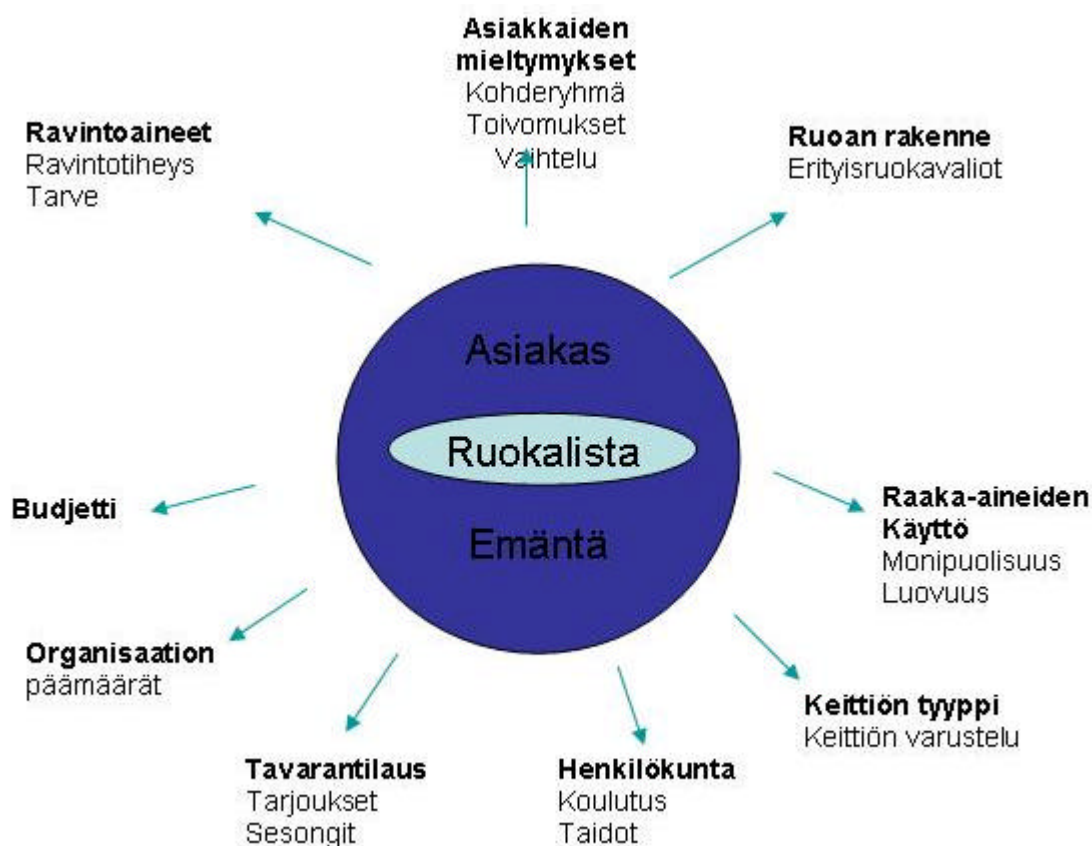 Asiakkaiden
mieltymykset
Kohderyhmä
Toivomukset
Vaihtelu
Ravintoaineet
Ravintotiheys
Tarve
Ruoan rakenne
Erityisruokavaliot
Asiakas
Ruokalista
Emäntä
Budjetti
Raaka-aineiden
Käyttö
Monipuolisuus
Luovuus
Organisaation
päämäärät
Keittiön tyyppi
Keittiön varustelu
Tavarantilaus
Tarjoukset
Sesongit
Henkilökunta
Koulutus
Taidot